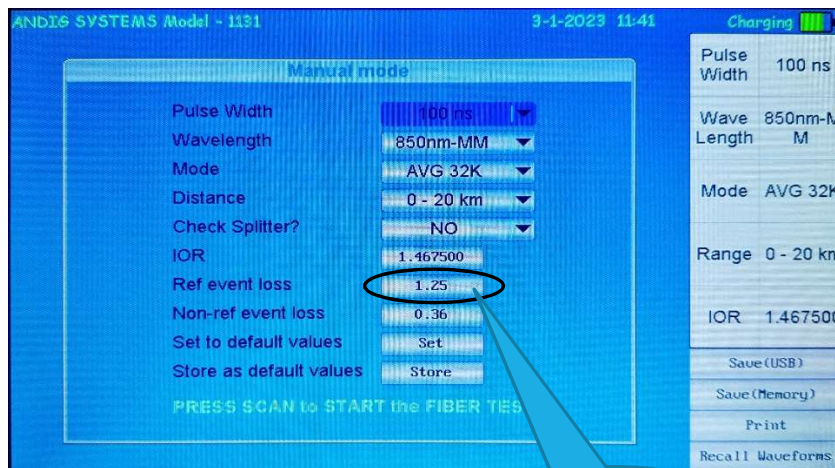 ANDIG SYSTEMS Model - 1131 3-1-2023 11:41 Charging
Manual mode
Pulse Width 100 ns
Wavelength 850nm-MM
Mode AVG 32K
Distance 0 - 20 km
Check Splitter? NO
IOR 1.467500
Ref event loss 1.25
Non-ref event loss 0.36
Set to default values Set
Store as default values Store
PRESS SCAN to START the FIBER TES
Pulse Width 100 ns
Wave Length 850nm-MM
Mode AVG 32K
Range 0 - 20 km
IOR 1.467500
Save(USB)
Save(Memory)
Print
Recall Waveforms